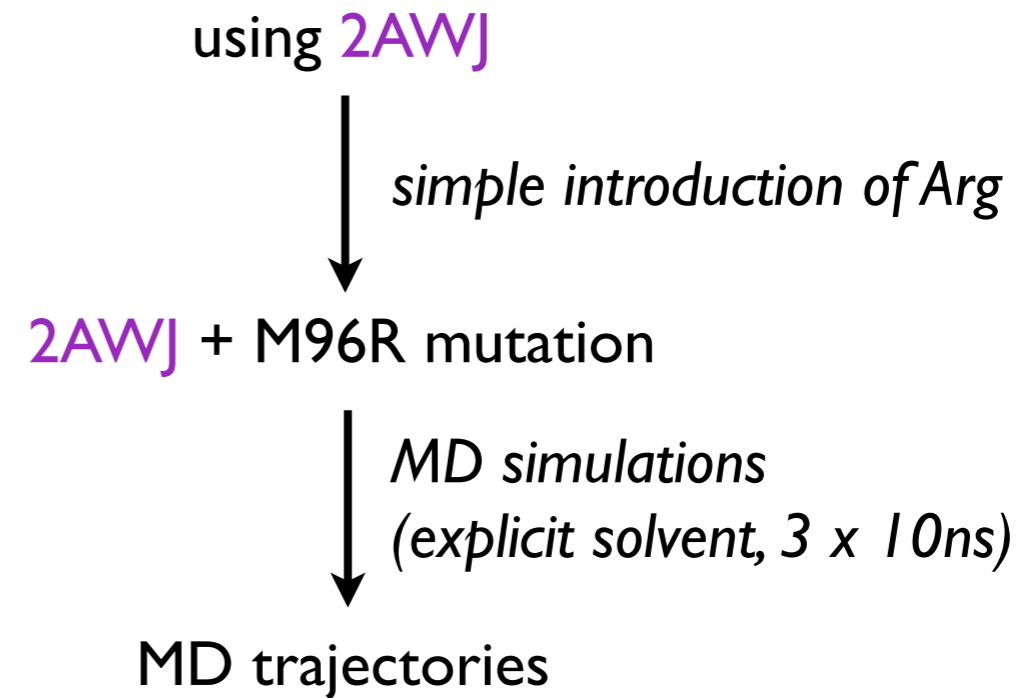 using 2AWJ
simple introduction of Arg
2AWJ + M96R mutation
MD simulations
(explicit solvent, 3 x 10ns)
MD trajectories